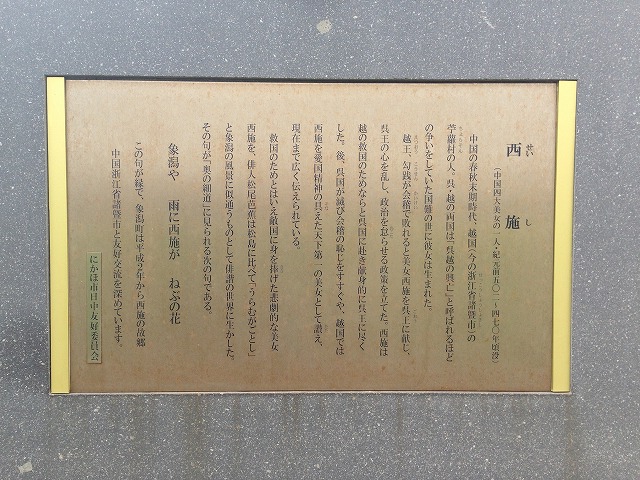 西施
せいし
(中国四大美女の一人・紀元前五〇二～四七〇年頃没)
中国の春秋末期時代、越国(今の浙江省諸暨市)の
苧蘿村の人。呉・越の両国は「呉越の興亡」と呼ばれるほど
の争いをしていた国難の世に彼女は生まれた。
越王、勾践が会稽で敗れると美女西施を呉王に献じ、
呉王の心を乱し、政治を怠らせる政策を立てた。西施は
越の救国のためならと呉国に赴き献身的に呉王に尽く
した。後、呉国が滅び会稽の恥じをすすぐや、越国では
西施を愛国精神の具えた天下第一の美女として讃え、
現在まで広く伝えられている。
救国のためとはいえ敵国に身を捧げた悲劇的な美女
西施を、俳人松尾芭蕉は松島に比べて「うらむがごとし」
と象潟の風景に似通うものとして俳諧の世界に生かした。
その句が「奥の細道」に見られる次の句である。
象潟や 雨に西施が ねぶの花
この句が縁で、象潟町は平成2年から西施の故郷
中国浙江省諸暨市と友好交流を深めています。
にかほ市日中友好委員会